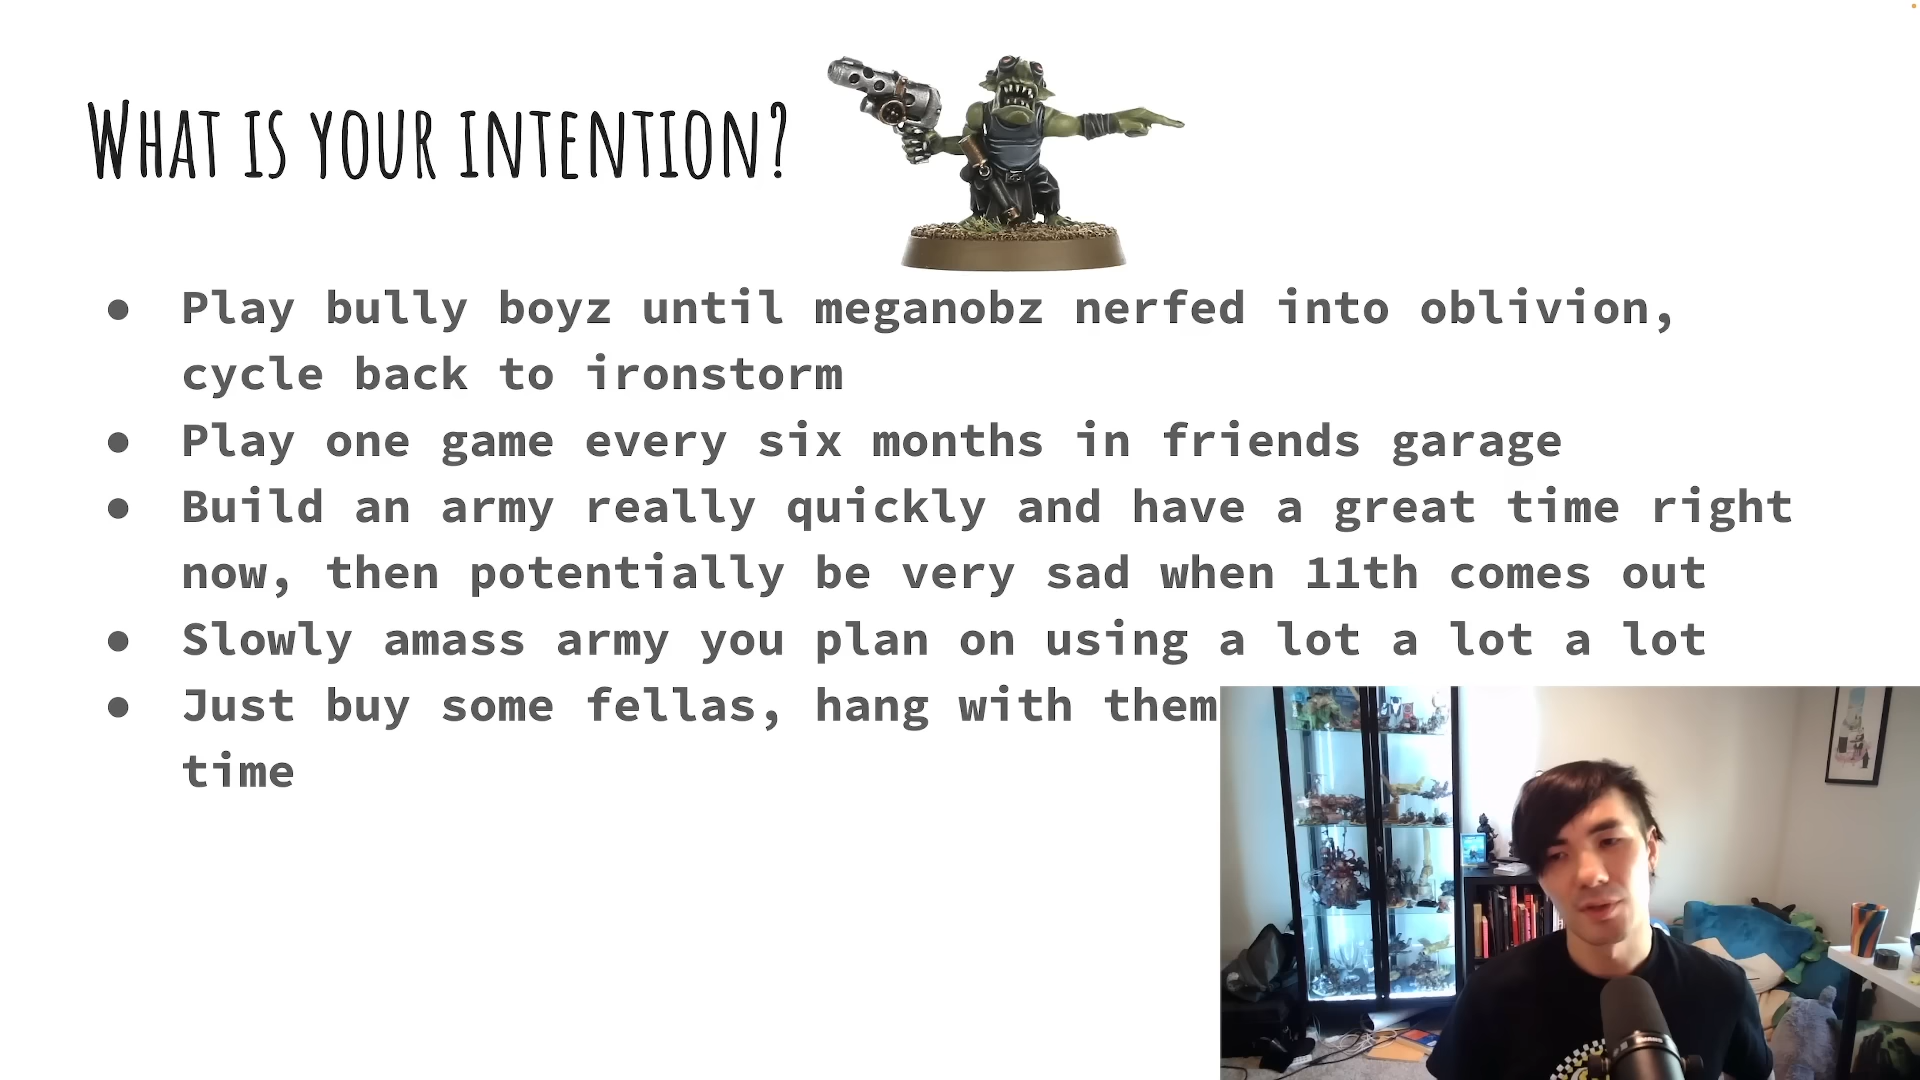 What is your intention?
● Play bully boyz until meganobz nerfed into oblivion,
cycle back to ironstorm
● Play one game every six months in friends garage
● Build an army really quickly and have a great time right
now, then potentially be very sad when 11th comes out
● Slowly amass army you plan on using a lot a lot a lot
● Just buy some fellas, hang with them
time